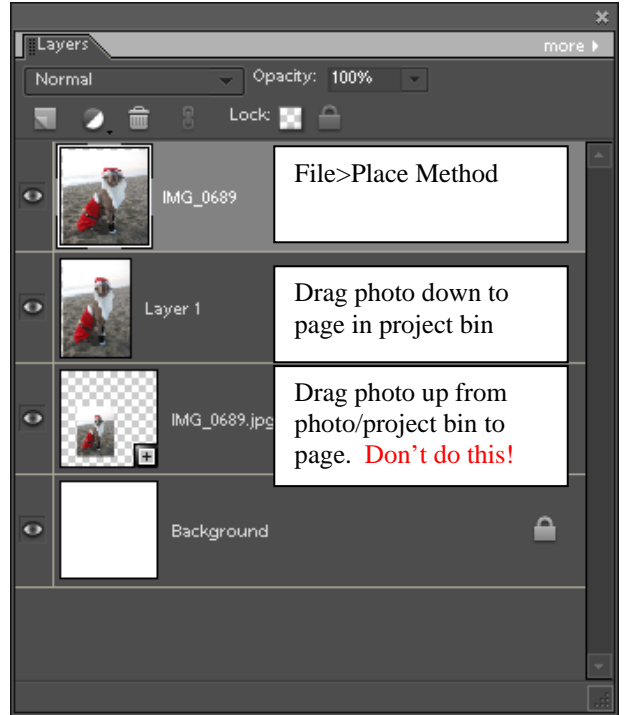 Layers
more
Normal
Opacity: 100%
Lock:
IMG_0689
File>Place Method
Layer 1
Drag photo down to
page in project bin
IMG_0689.jpg
Drag photo up from
photo/project bin to
page. Don't do this!
Background